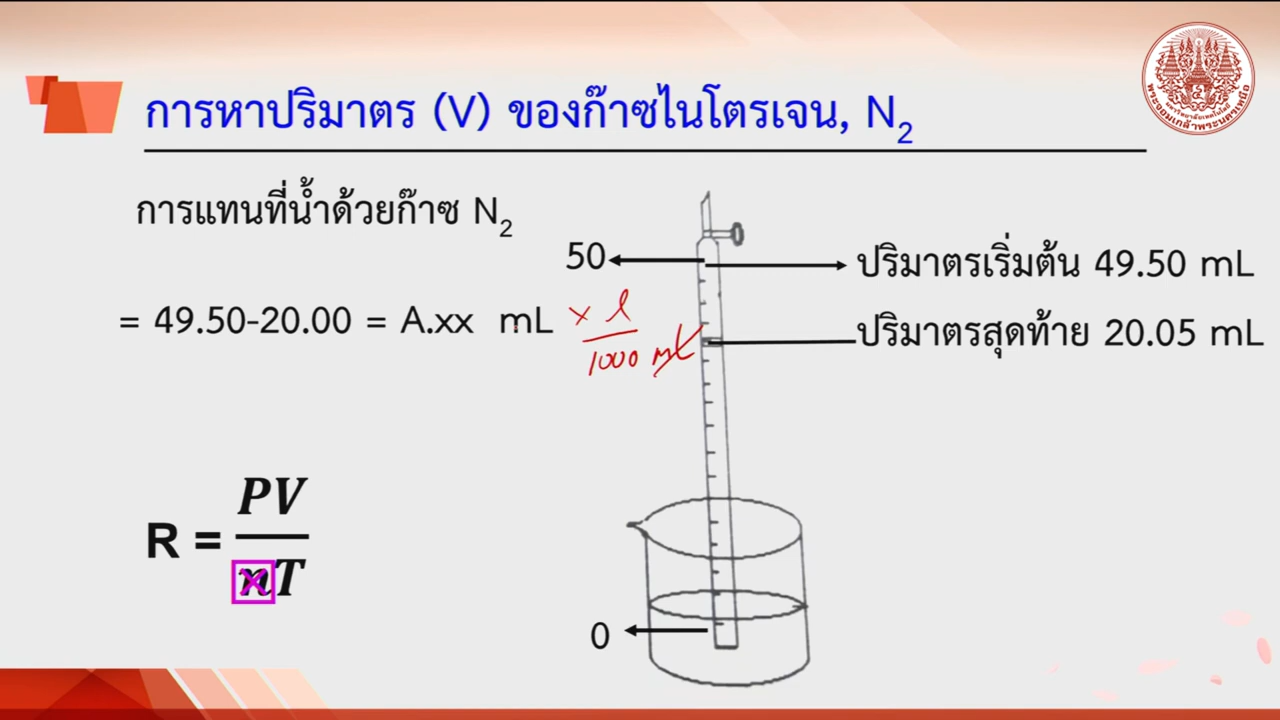 การหาปริมาตร (V) ของก๊าซไนโตรเจน, N2
การแทนที่น้ำด้วยก๊าซ N2
50
ปริมาตรเริ่มต้น 49.50 mL
= 49.50-20.00 = A.xx mL × l / 1000 mL
ปริมาตรสุดท้าย 20.05 mL
R = PV / nT
0